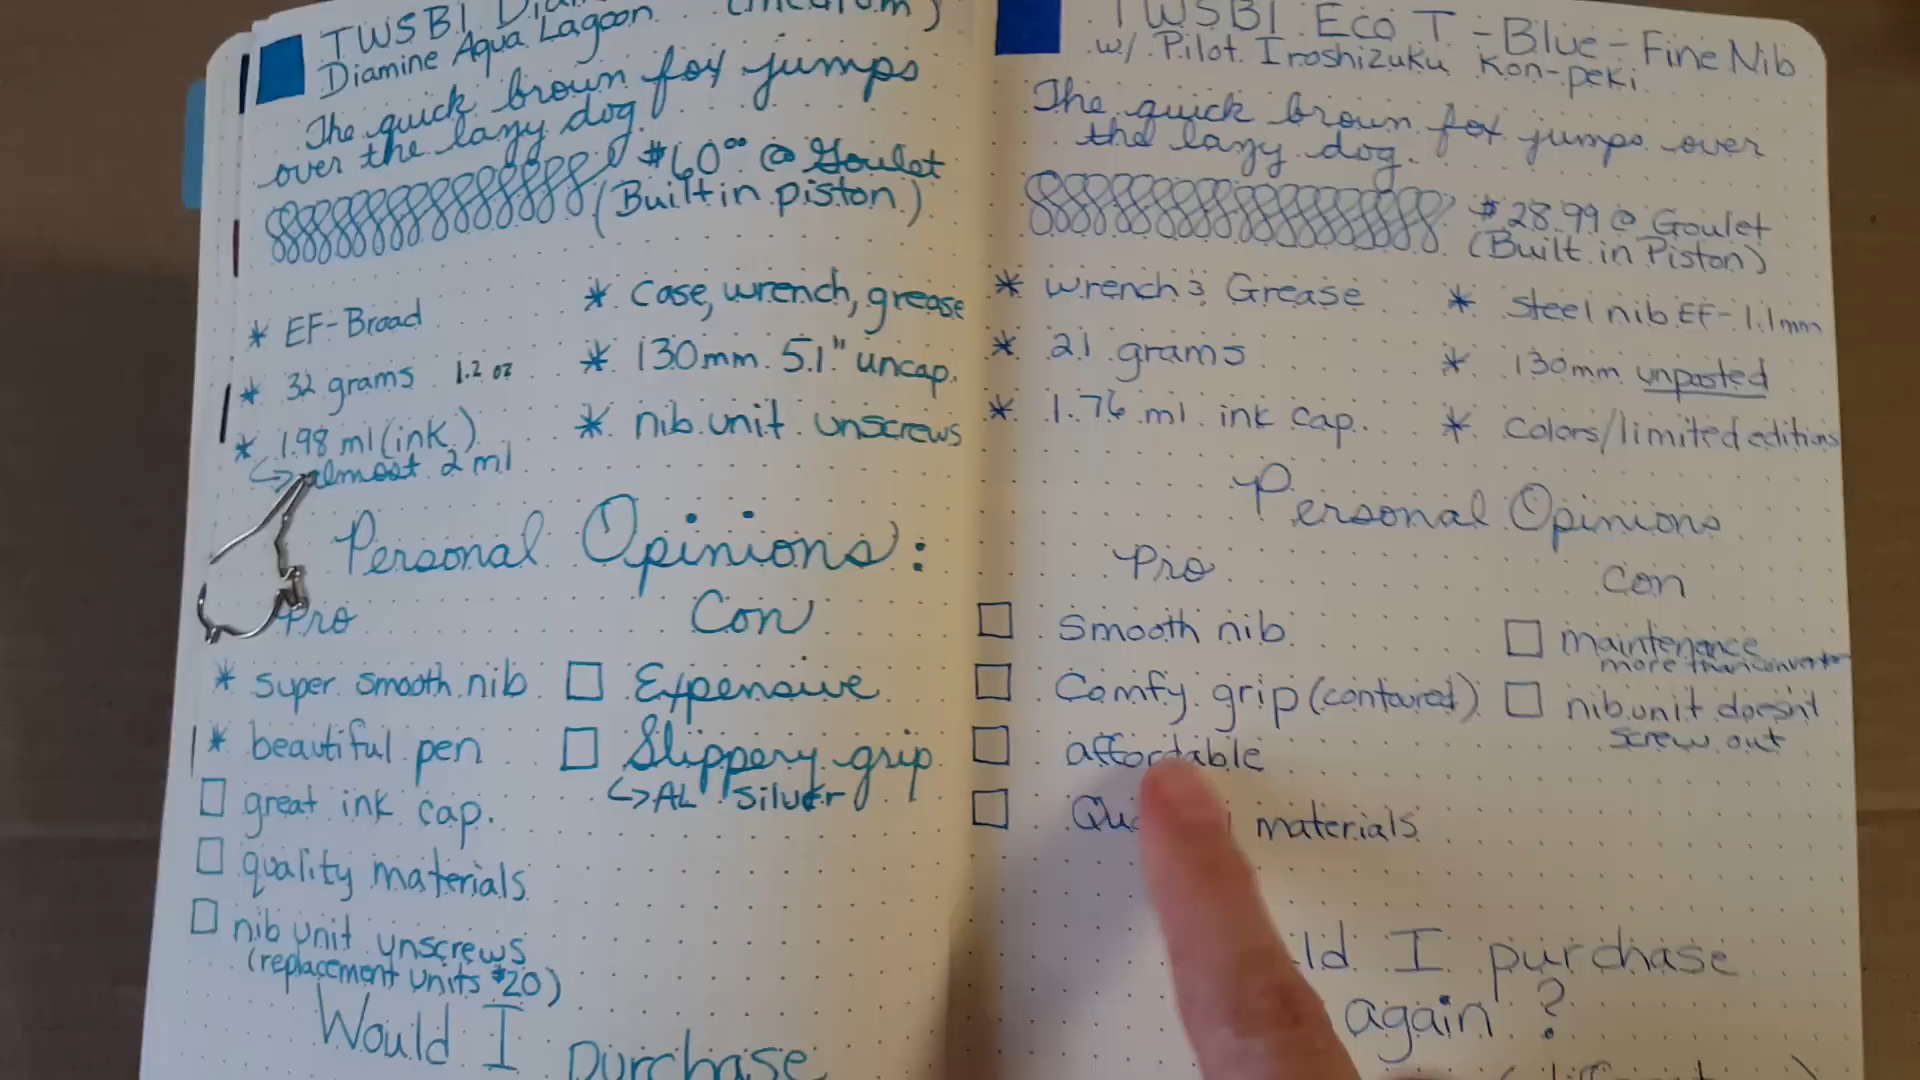 TWSBI
Diamine Aqua Lagoon
The quick brown fox jumps
over the lazy dog.
$60.00 @ Goulet
(Built in piston)
* EF-Broad
* case, wrench, grease
* 32 grams 1.2 oz
* 130mm 5.1" uncap.
* 1.98 ml (ink)
↳ almost 2 ml
* nib unit unscrews
Personal Opinions:
Pro
Con
* super smooth nib
Expensive
* beautiful pen
Slippery grip
↳ AL Silver
great ink cap.
quality materials
nib unit unscrews
(replacement units $20)
Would I purchase
TWSBI Eco T - Blue - Fine Nib
w/ Pilot Iroshizuku Kon-peki
The quick brown fox jumps over
the lazy dog.
$28.99 @ Goulet
(Built in Piston)
* wrench & Grease
* steel nib EF-1.1mm
* 21 grams
* 130mm unposted
* 1.76 ml ink cap.
* colors/limited editions
Personal Opinions
Pro
Con
smooth nib
maintenance
more than converter
Comfy grip (contoured)
nib unit doesn't
screw out
affordable
materials
I purchase
again ?